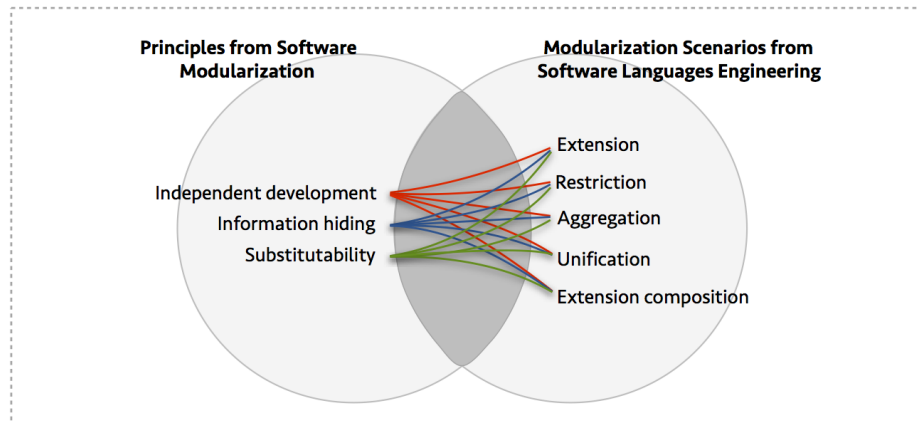 Principles from Software
Modularization
Modularization Scenarios from
Software Languages Engineering
Independent development
Information hiding
Substitutability
Extension
Restriction
Aggregation
Unification
Extension composition